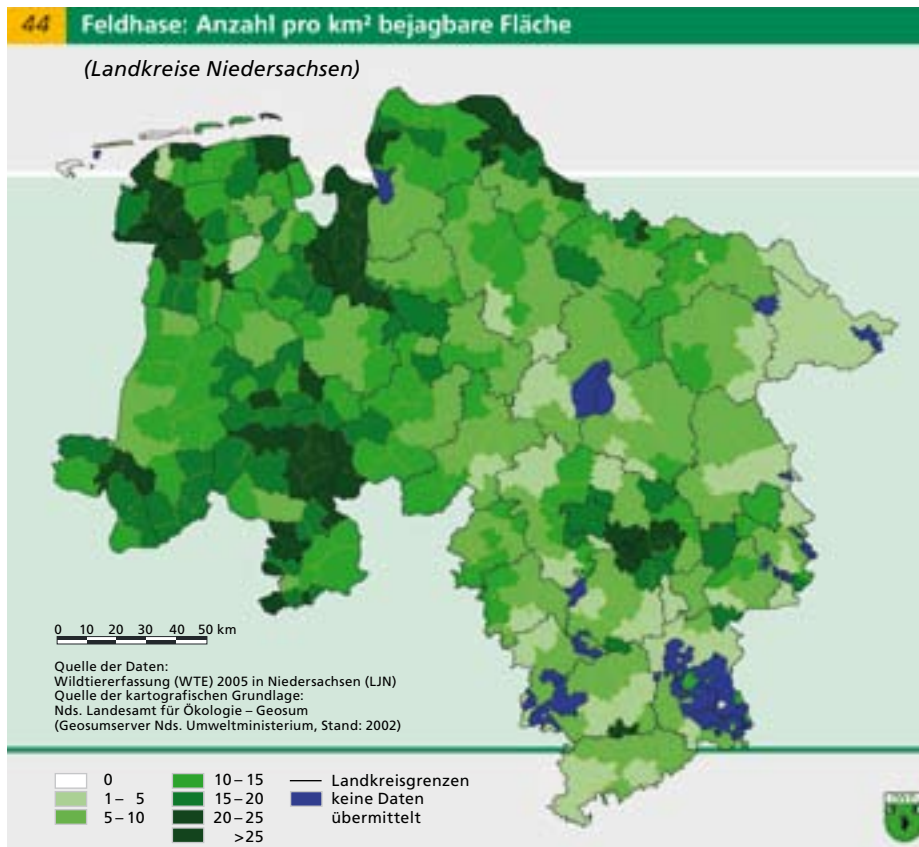 44 Feldhase: Anzahl pro km² bejagbare Fläche
(Landkreise Niedersachsen)
0 10 20 30 40 50 km
Quelle der Daten:
Wildtiererfassung (WTE) 2005 in Niedersachsen (LJN)
Quelle der kartografischen Grundlage:
Nds. Landesamt für Ökologie – Geosum
(Geosumserver Nds. Umweltministerium, Stand: 2002)
0
1– 5
5–10
10–15
15–20
20–25
>25
Landkreisgrenzen
keine Daten
übermittelt